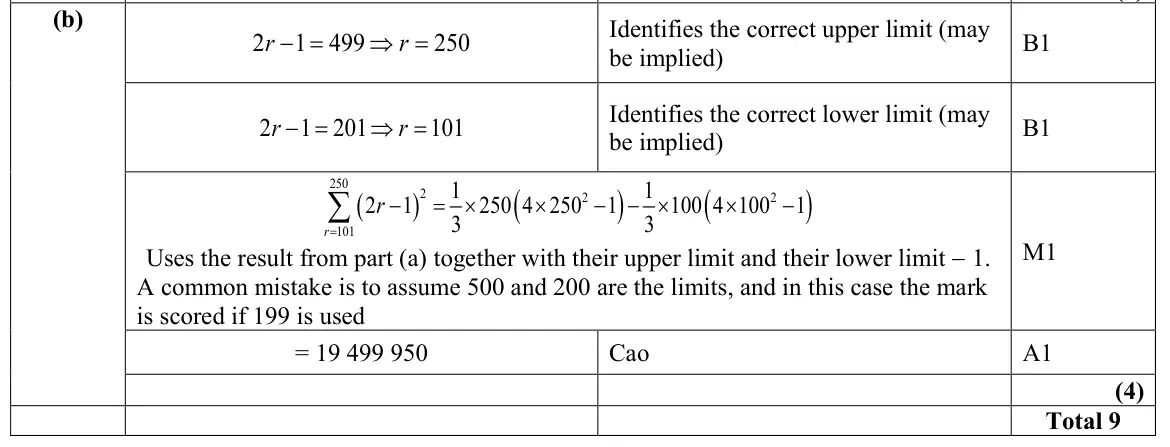 (b)
2r − 1 = 499 ⇒ r = 250
Identifies the correct upper limit (may
be implied)
B1
2r − 1 = 201 ⇒ r = 101
Identifies the correct lower limit (may
be implied)
B1
∑_{r=101}^{250} (2r − 1)² = 1/3 × 250(4 × 250² − 1) − 1/3 × 100(4 × 100² − 1)
Uses the result from part (a) together with their upper limit and their lower limit – 1.
A common mistake is to assume 500 and 200 are the limits, and in this case the mark
is scored if 199 is used
M1
= 19 499 950
Cao
A1
(4)
Total 9